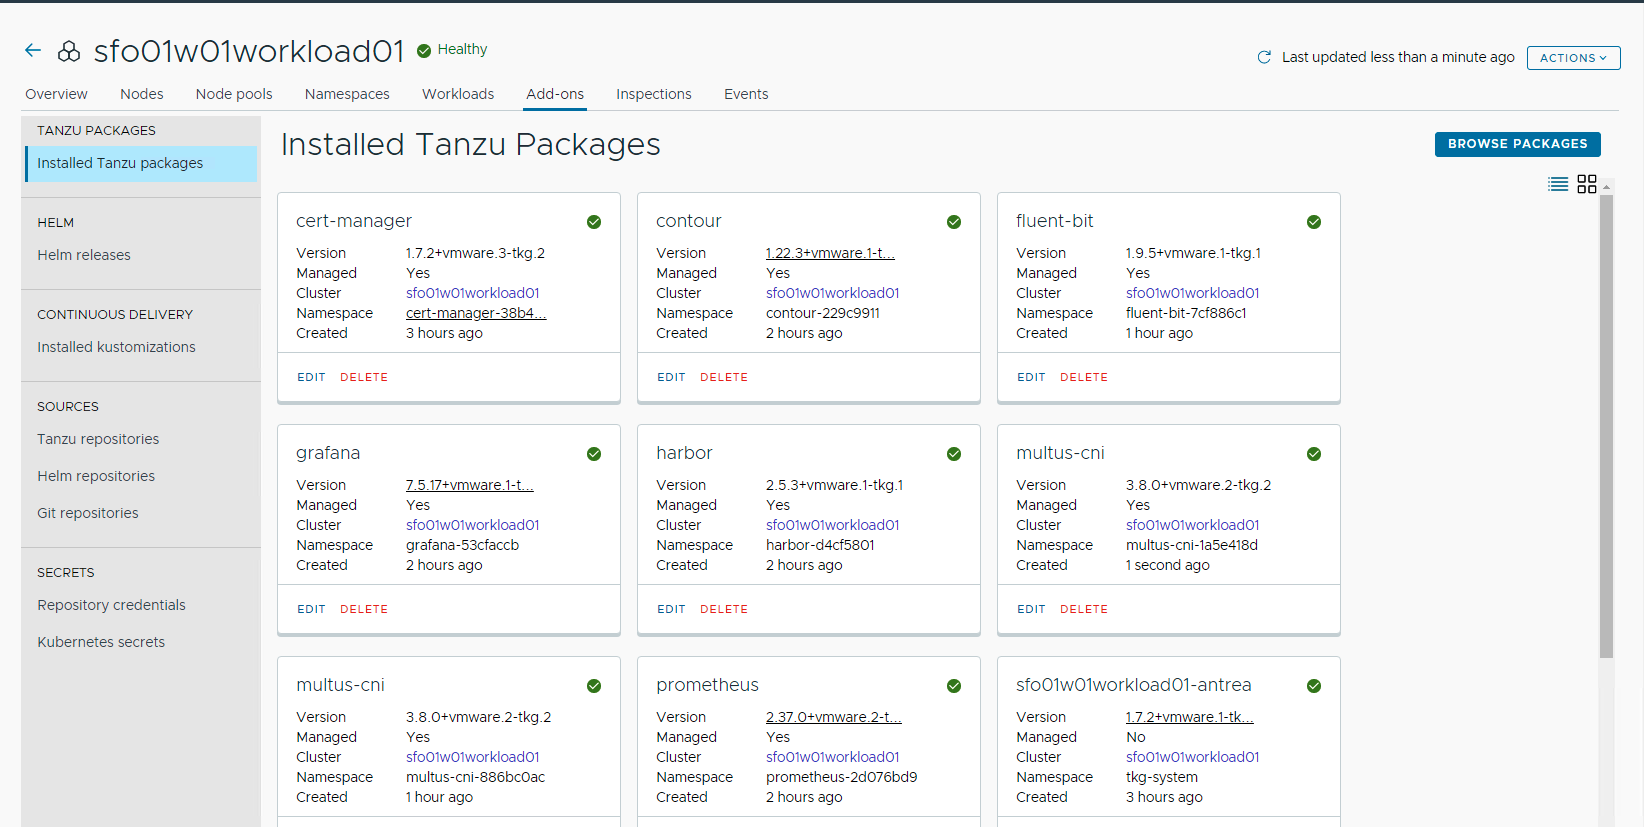 sfo01w01workload01 Healthy
Last updated less than a minute ago ACTIONS
Overview Nodes Node pools Namespaces Workloads Add-ons Inspections Events
TANZU PACKAGES
Installed Tanzu packages
HELM
Helm releases
CONTINUOUS DELIVERY
Installed kustomizations
SOURCES
Tanzu repositories
Helm repositories
Git repositories
SECRETS
Repository credentials
Kubernetes secrets
Installed Tanzu Packages
BROWSE PACKAGES
cert-manager
Version 1.7.2+vmware.3-tkg.2
Managed Yes
Cluster sfo01w01workload01
Namespace cert-manager-38b4...
Created 3 hours ago
EDIT DELETE
contour
Version 1.22.3+vmware.1-t...
Managed Yes
Cluster sfo01w01workload01
Namespace contour-229c9911
Created 2 hours ago
EDIT DELETE
fluent-bit
Version 1.9.5+vmware.1-tkg.1
Managed Yes
Cluster sfo01w01workload01
Namespace fluent-bit-7cf886c1
Created 1 hour ago
EDIT DELETE
grafana
Version 7.5.17+vmware.1-t...
Managed Yes
Cluster sfo01w01workload01
Namespace grafana-53cfaccb
Created 2 hours ago
EDIT DELETE
harbor
Version 2.5.3+vmware.1-tkg.1
Managed Yes
Cluster sfo01w01workload01
Namespace harbor-d4cf5801
Created 2 hours ago
EDIT DELETE
multus-cni
Version 3.8.0+vmware.2-tkg.2
Managed Yes
Cluster sfo01w01workload01
Namespace multus-cni-1a5e418d
Created 1 second ago
EDIT DELETE
multus-cni
Version 3.8.0+vmware.2-tkg.2
Managed Yes
Cluster sfo01w01workload01
Namespace multus-cni-886bc0ac
Created 1 hour ago
prometheus
Version 2.37.0+vmware.2-t...
Managed Yes
Cluster sfo01w01workload01
Namespace prometheus-2d076bd9
Created 2 hours ago
sfo01w01workload01-antrea
Version 1.7.2+vmware.1-tk...
Managed No
Cluster sfo01w01workload01
Namespace tkg-system
Created 3 hours ago